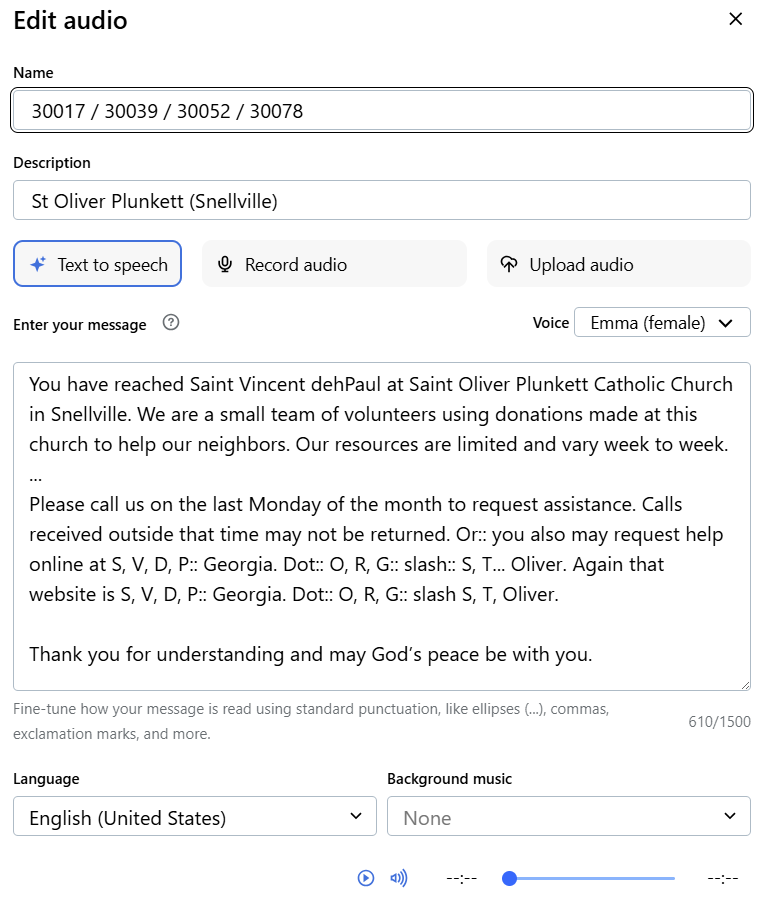 Edit audio
Name
30017 / 30039 / 30052 / 30078
Description
St Oliver Plunkett (Snellville)
Text to speech
Record audio
Upload audio
Enter your message
Voice
Emma (female)
You have reached Saint Vincent dehPaul at Saint Oliver Plunkett Catholic Church
in Snellville. We are a small team of volunteers using donations made at this
church to help our neighbors. Our resources are limited and vary week to week.
...
Please call us on the last Monday of the month to request assistance. Calls
received outside that time may not be returned. Or:: you also may request help
online at S, V, D, P:: Georgia. Dot:: O, R, G:: slash:: S, T... Oliver. Again that
website is S, V, D, P:: Georgia. Dot:: O, R, G:: slash S, T, Oliver.
Thank you for understanding and may God’s peace be with you.
Fine-tune how your message is read using standard punctuation, like ellipses (...), commas,
exclamation marks, and more.
610/1500
Language
Background music
English (United States)
None
--:--
--:--